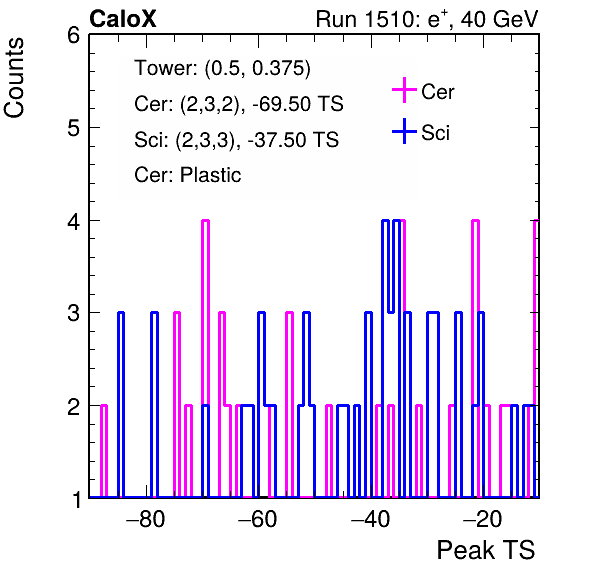 CaloX Run 1510: e⁺, 40 GeV
Counts
Tower: (0.5, 0.375)
Cer: (2,3,2), -69.50 TS
Sci: (2,3,3), -37.50 TS
Cer: Plastic
Cer
Sci
6
5
4
3
2
1
−80 −60 −40 −20
Peak TS